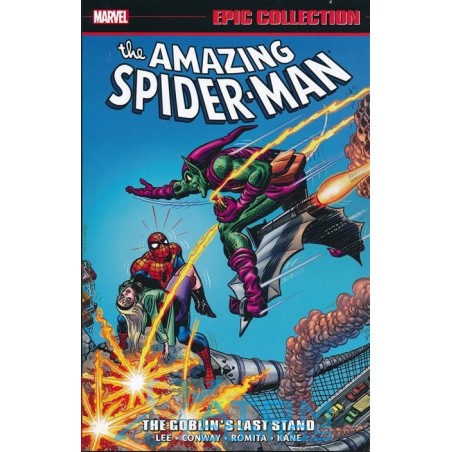 MARVEL
EPIC COLLECTION
the AMAZING
SPIDER-MAN
THE GOBLIN'S LAST STAND
LEE • CONWAY • ROMITA • KANE